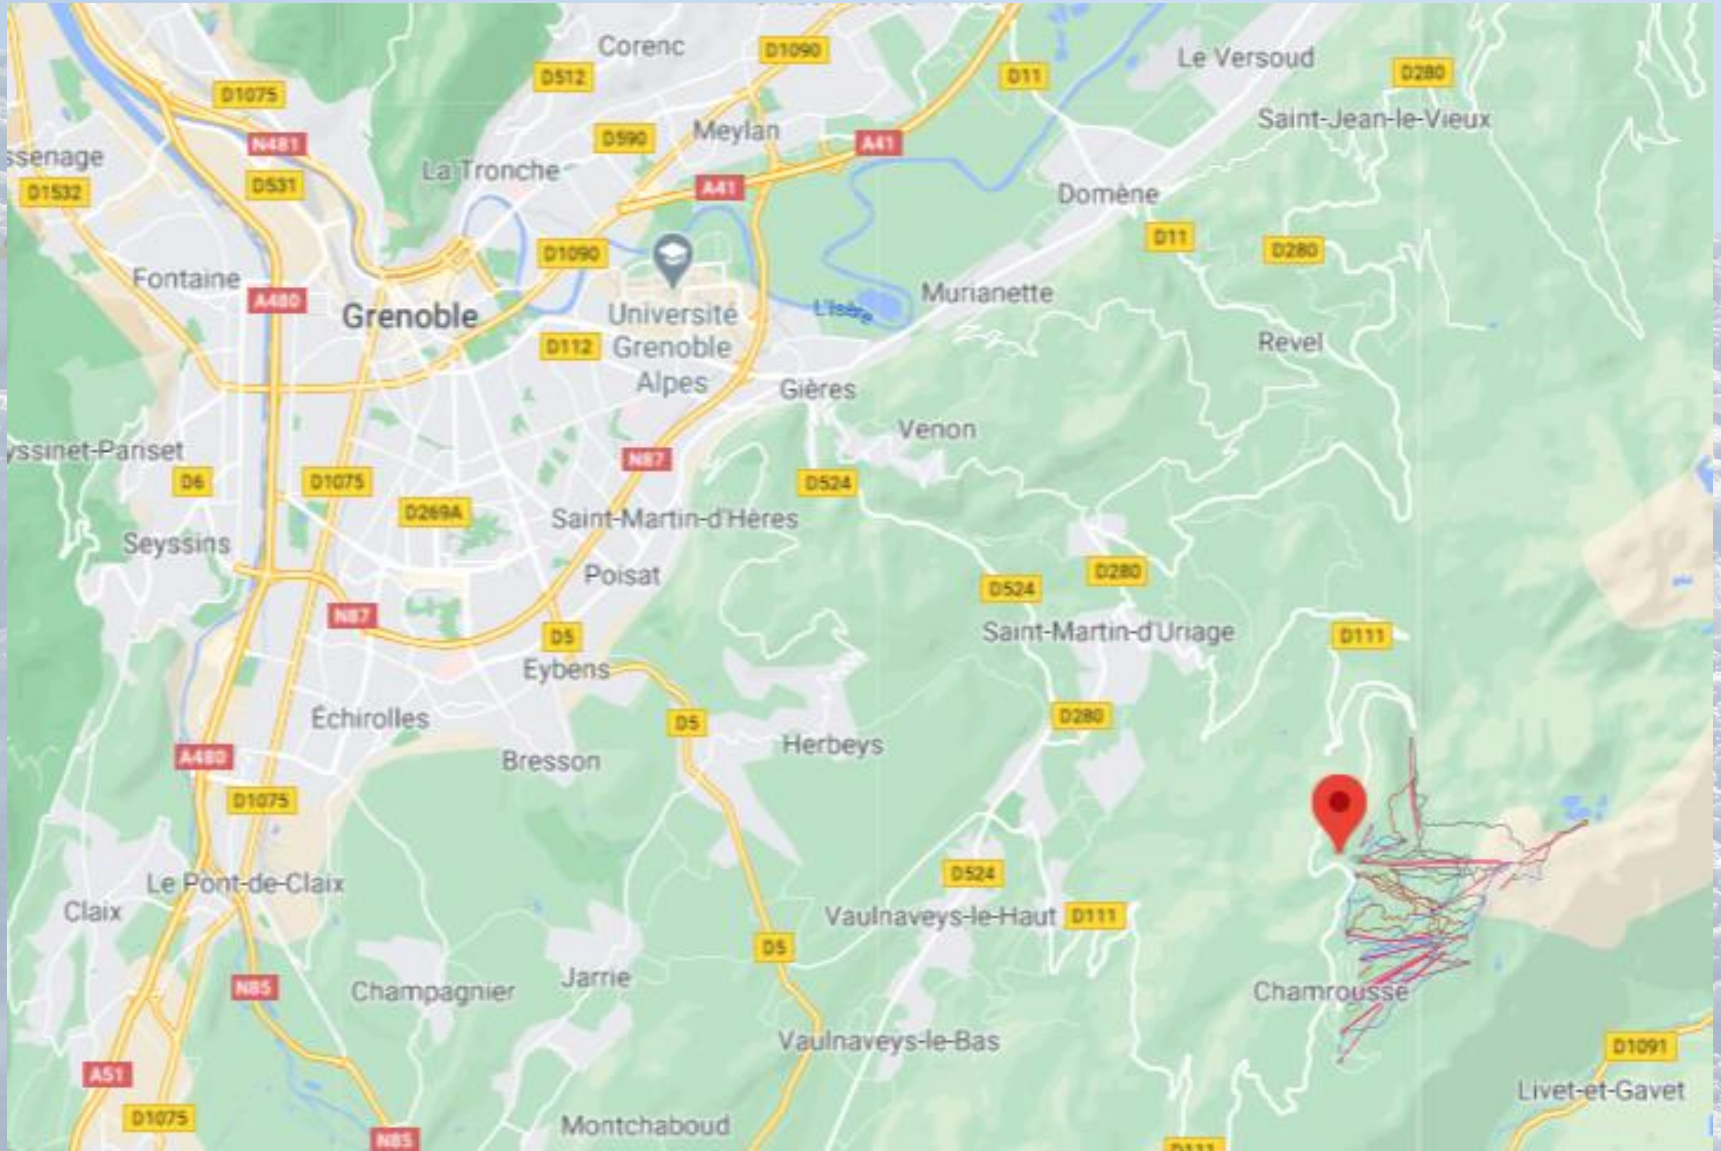 Corenc
D1090
Le Versoud
D512
D11
D280
D1075
Saint-Jean-le-Vieux
Meylan
D590
N481
A41
ssenage
La Tronche
D531
A41
D1532
Domène
D11
D280
D1090
Fontaine
A480
Murianette
Grenoble
Université
Grenoble
Alpes
L'Isère
D112
Revel
Gières
Venon
yssinet-Pariset
N87
D6
D1075
D524
D269A
Saint-Martin-d'Hères
Seyssins
Poisat
D280
D524
N87
D5
Saint-Martin-d'Uriage
D111
Eybens
Échirolles
D5
D280
Herbeys
A480
Bresson
D1075
D524
Le Pont-de-Claix
Claix
Vaulnaveys-le-Haut
D111
D5
Jarrie
N85
Champagnier
Chamrousse
Vaulnaveys-le-Bas
D1091
A51
Livet-et-Gavet
D1075
Montchaboud
N85
D111